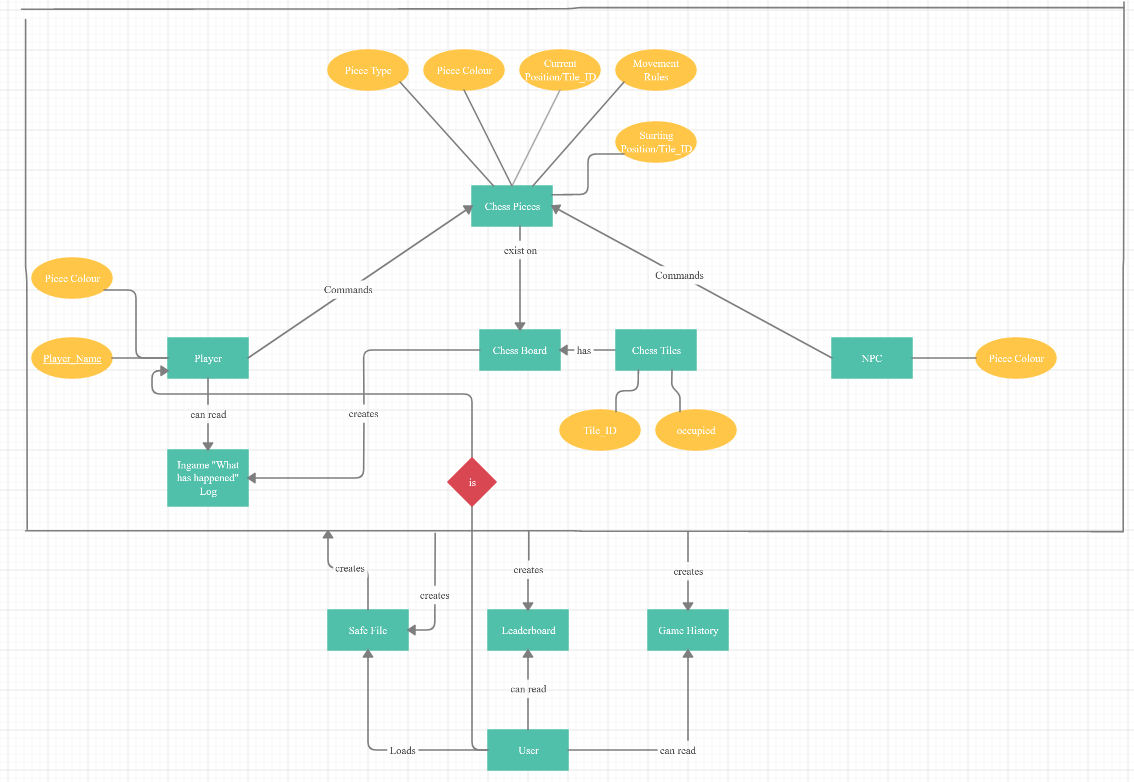 Piece Type
Piece Colour
Current
Position/Tile_ID
Movement
Rules
Starting
Position/Tile_ID
Chess Pieces
exist on
Piece Colour
Commands
Commands
Player_Name
Player
Chess Board
has
Chess Tiles
NPC
Piece Colour
can read
creates
Tile_ID
occupied
Ingame "What
has happened"
Log
is
creates
creates
creates
creates
Safe File
Leaderboard
Game History
can read
Loads
User
can read